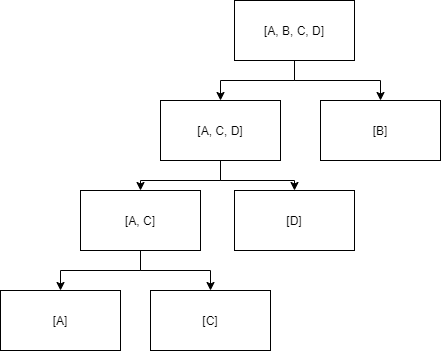 [A, B, C, D]
[A, C, D]
[B]
[A, C]
[D]
[A]
[C]